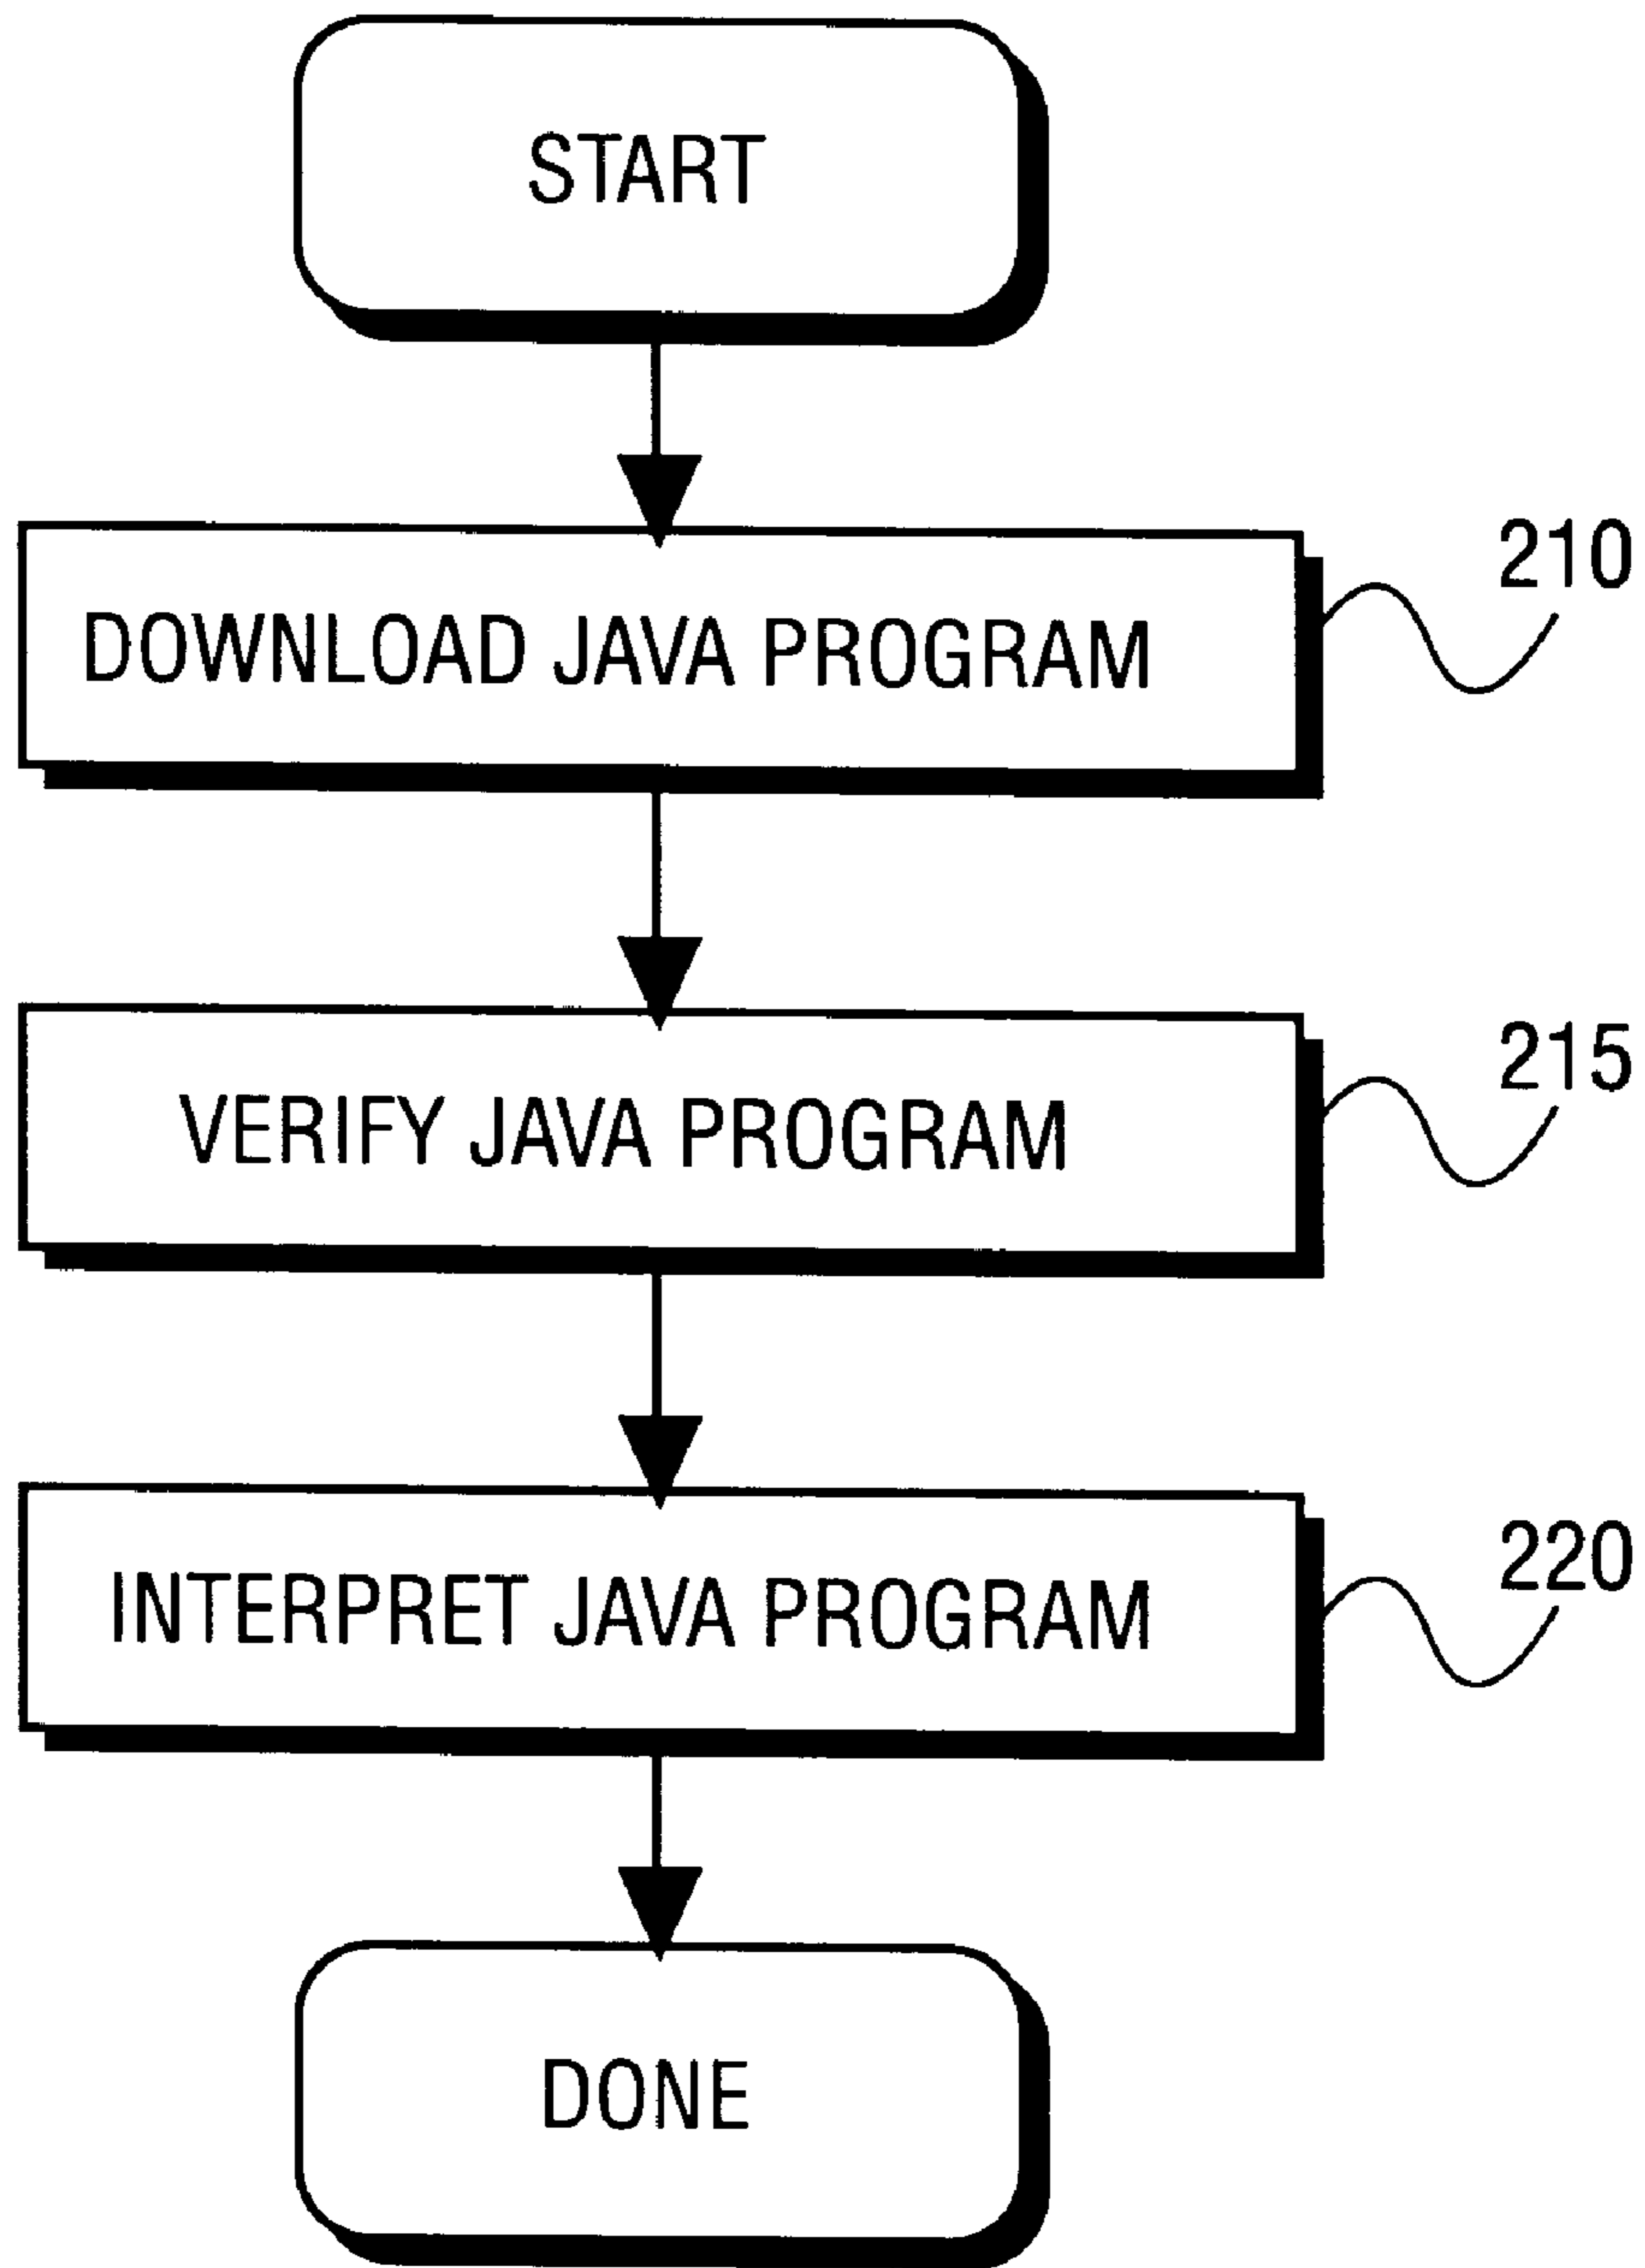 START
210
DOWNLOAD JAVA PROGRAM
215
VERIFY JAVA PROGRAM
220
INTERPRET JAVA PROGRAM
DONE